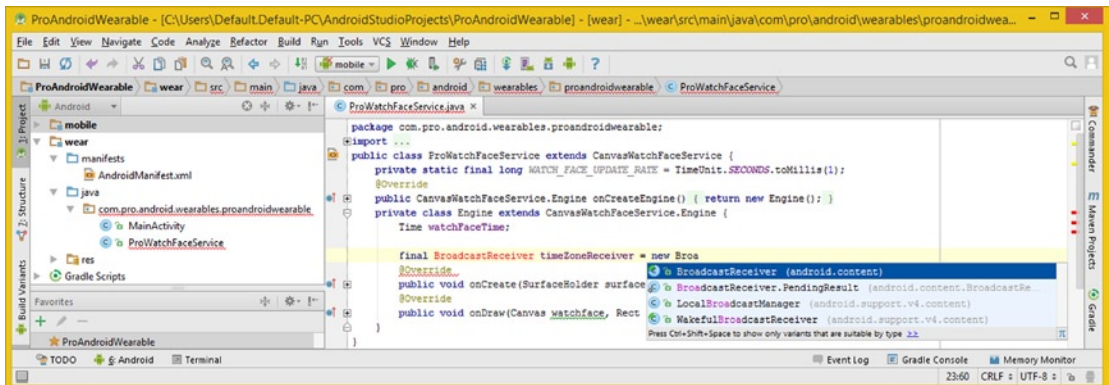 ProAndroidWearable - [C:\Users\Default.Default-PC\AndroidStudioProjects\ProAndroidWearable] - [wear] - ...\wear\src\main\java\com\pro\android\wearables\proandroidwea...
File Edit View Navigate Code Analyze Refactor Build Run Tools VCS Window Help
mobile
ProAndroidWearable wear src main java com pro android wearables proandroidwearable ProWatchFaceService
1: Project
Z: Structure
Build Variants
Android
mobile
wear
manifests
AndroidManifest.xml
java
com.pro.android.wearables.proandroidwearable
MainActivity
ProWatchFaceService
res
Gradle Scripts
Favorites
ProAndroidWearable
ProWatchFaceService.java ×
package com.pro.android.wearables.proandroidwearable;
import ...
public class ProWatchFaceService extends CanvasWatchFaceService {
private static final long WATCH_FACE_UPDATE_RATE = TimeUnit.SECONDS.toMillis(1);
@Override
public CanvasWatchFaceService.Engine onCreateEngine() { return new Engine(); }
private class Engine extends CanvasWatchFaceService.Engine {
Time watchFaceTime;
final BroadcastReceiver timeZoneReceiver = new Broa
@Override
public void onCreate(SurfaceHolder surface
@Override
public void onDraw(Canvas watchface, Rect
}
}
BroadcastReceiver (android.content)
BroadcastReceiver.PendingResult (android.content.BroadcastRe...
LocalBroadcastManager (android.support.v4.content)
WakefulBroadcastReceiver (android.support.v4.content)
Press Ctrl+Shift+Space to show only variants that are suitable by type >>
π
Commander
m Maven Projects
Gradle
TODO 6: Android Terminal Event Log Gradle Console Memory Monitor
23:60 CRLF UTF-8